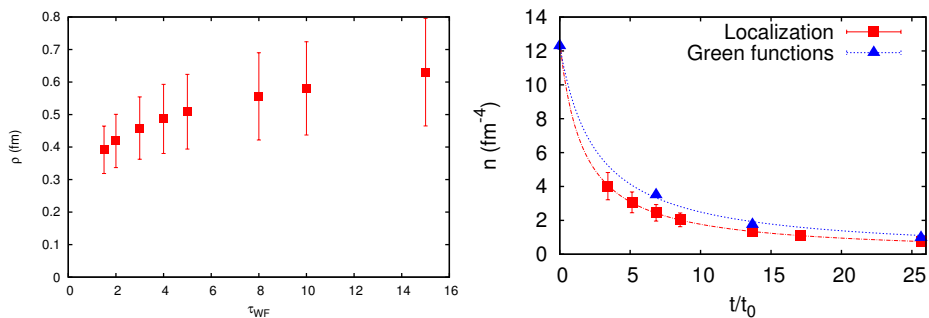 0.8
0.7
0.6
0.5
0.4
0.3
0.2
0.1
0
ρ (fm)
0 2 4 6 8 10 12 14 16
τWF
14
12
10
8
6
4
2
0
n (fm-4)
Localization
Green functions
0 5 10 15 20 25
t/t0